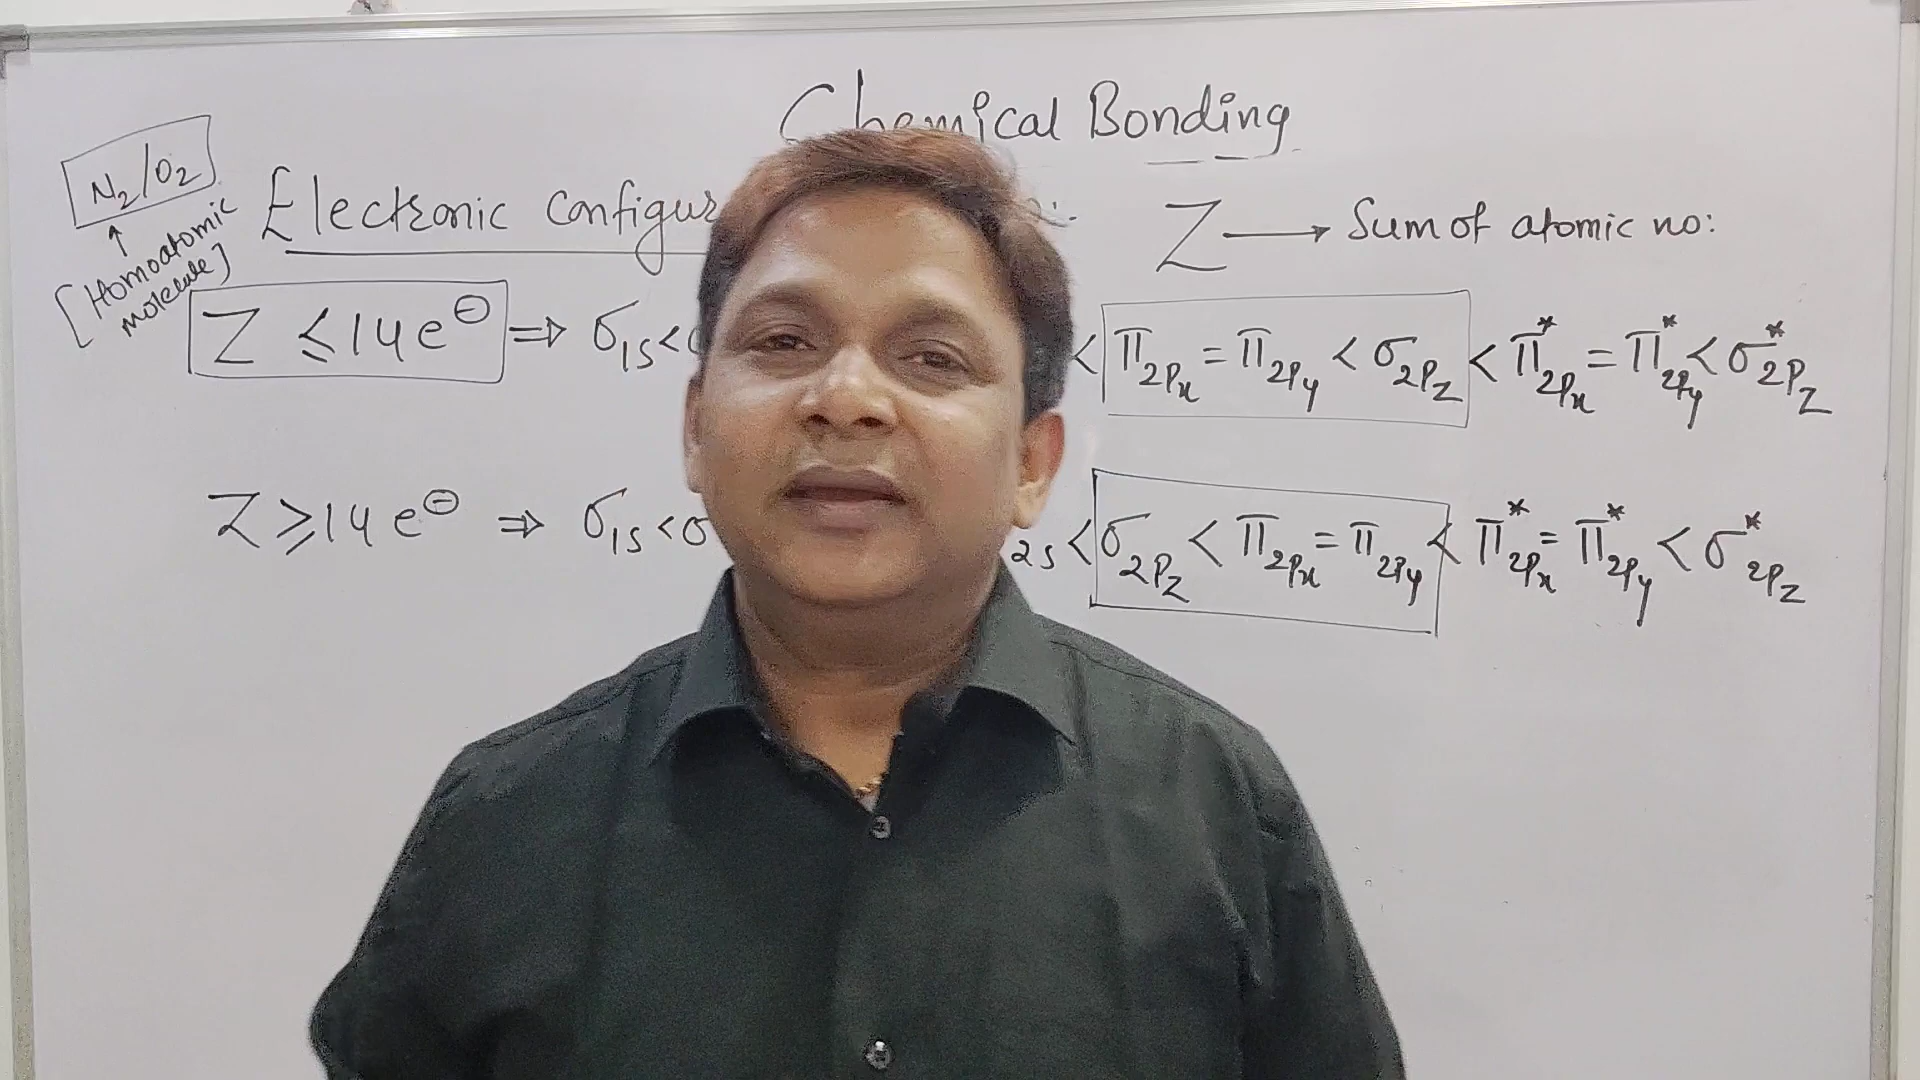 Chemical Bonding
N₂/O₂
↑
[Homoatomic
molecule]
Electronic configur
Z → Sum of atomic no:
Z ≤ 14 e⊖ ⇒ σ1s < < π2px = π2py < σ2pz < π*2px = π*2py < σ*2pz
Z ≥ 14 e⊖ ⇒ σ1s < σ 2s < σ2pz < π2px = π2py < π*2px = π*2py < σ*2pz